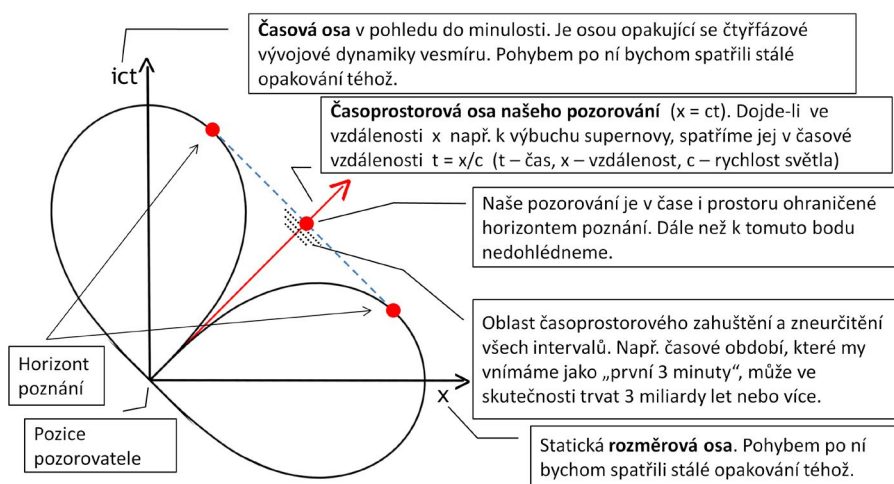 Časová osa v pohledu do minulosti. Je osou opakující se čtyřfázové
vývojové dynamiky vesmíru. Pohybem po ní bychom spatřili stálé
opakování téhož.
ict
Časoprostorová osa našeho pozorování (x = ct). Dojde-li ve
vzdálenosti x např. k výbuchu supernovy, spatříme jej v časové
vzdálenosti t = x/c (t – čas, x – vzdálenost, c – rychlost světla)
Naše pozorování je v čase i prostoru ohraničené
horizontem poznání. Dále než k tomuto bodu
nedohlédneme.
Oblast časoprostorového zahuštění a zneurčitění
všech intervalů. Např. časové období, které my
vnímáme jako „první 3 minuty“, může ve
skutečnosti trvat 3 miliardy let nebo více.
Horizont
poznání
x
Pozice
pozorovatele
Statická rozměrová osa. Pohybem po ní
bychom spatřili stálé opakování téhož.